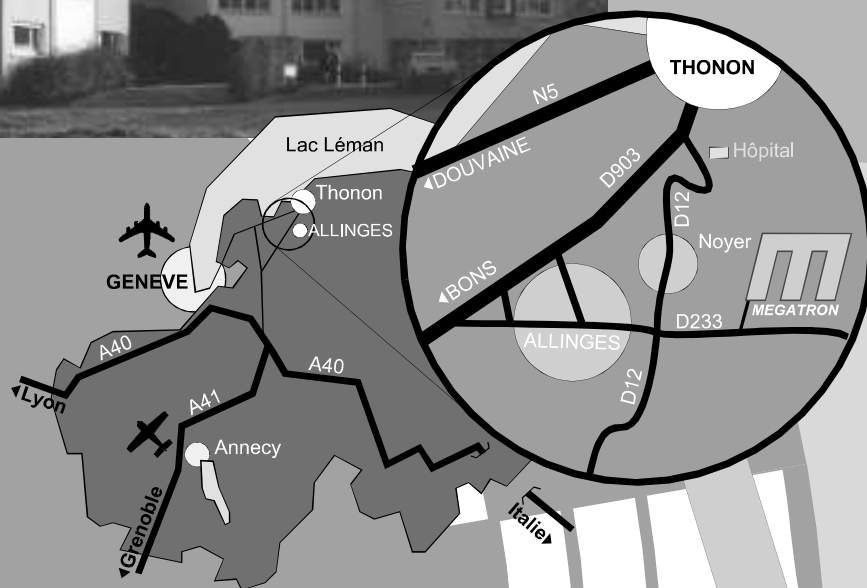 THONON
N5
DOUVAINE
D903
Hôpital
D12
Noyer
BONS
MEGATRON
D233
ALLINGES
D12
Lac Léman
Thonon
ALLINGES
GENEVE
A40
A40
Lyon
A41
Annecy
Grenoble
Italie